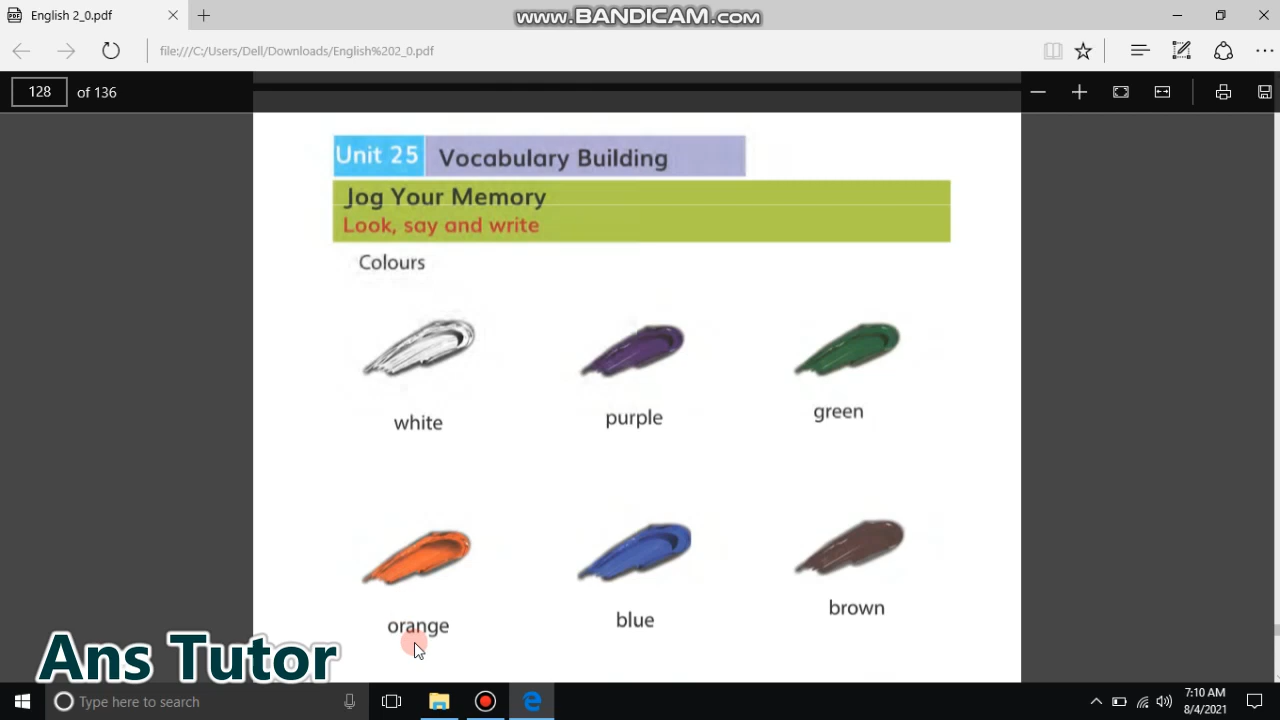 English 2_0.pdf
www.BANDICAM.com
file:///C:/Users/Dell/Downloads/English%202_0.pdf
128 of 136
Unit 25 Vocabulary Building
Jog Your Memory
Look, say and write
Colours
white purple green
orange blue brown
Ans Tutor
Type here to search
7:10 AM
8/4/2021